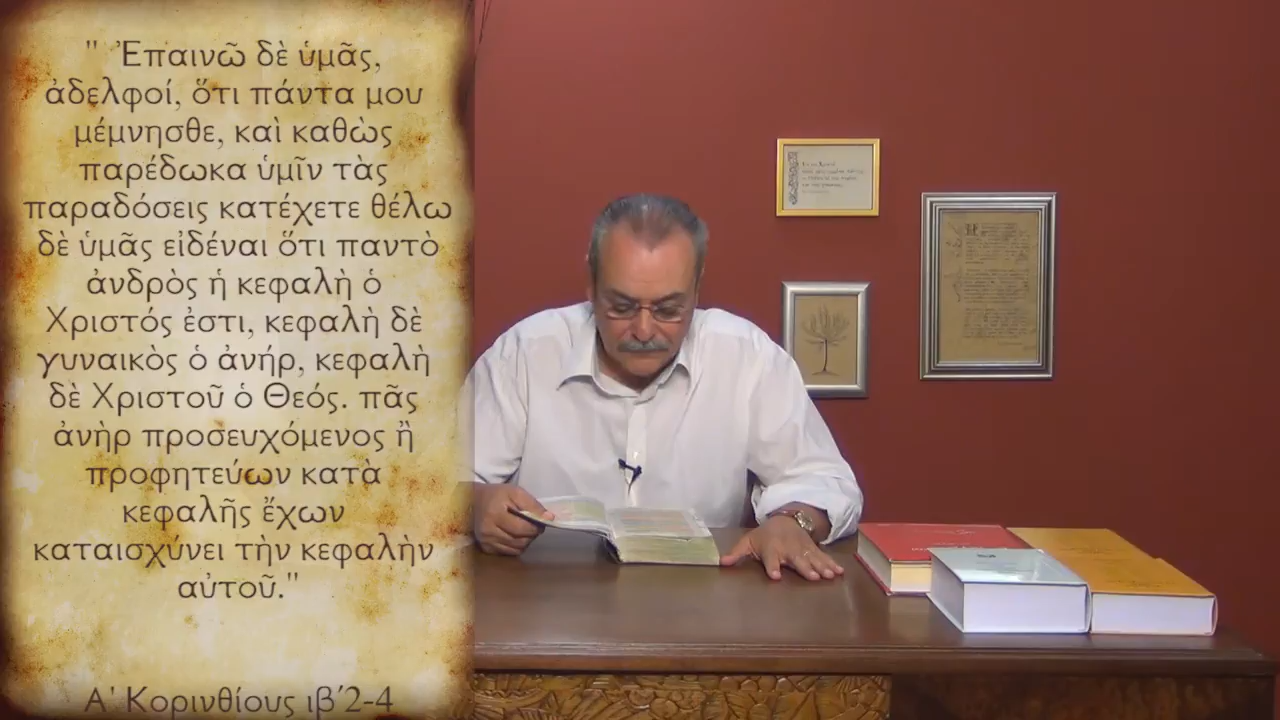 " Ἐπαινῶ δὲ ὑμᾶς,
ἀδελφοί, ὅτι πάντα μου
μέμνησθε, καὶ καθὼς
παρέδωκα ὑμῖν τὰς
παραδόσεις κατέχετε θέλω
δὲ ὑμᾶς εἰδέναι ὅτι παντὸ
ἀνδρὸς ἡ κεφαλὴ ὁ
Χριστός ἐστι, κεφαλὴ δὲ
γυναικὸς ὁ ἀνήρ, κεφαλὴ
δὲ Χριστοῦ ὁ Θεός. πᾶς
ἀνὴρ προσευχόμενος ἢ
προφητεύων κατὰ
κεφαλῆς ἔχων
καταισχύνει τὴν κεφαλὴν
αὐτοῦ."
Α' Κορινθίους ιβ΄2-4